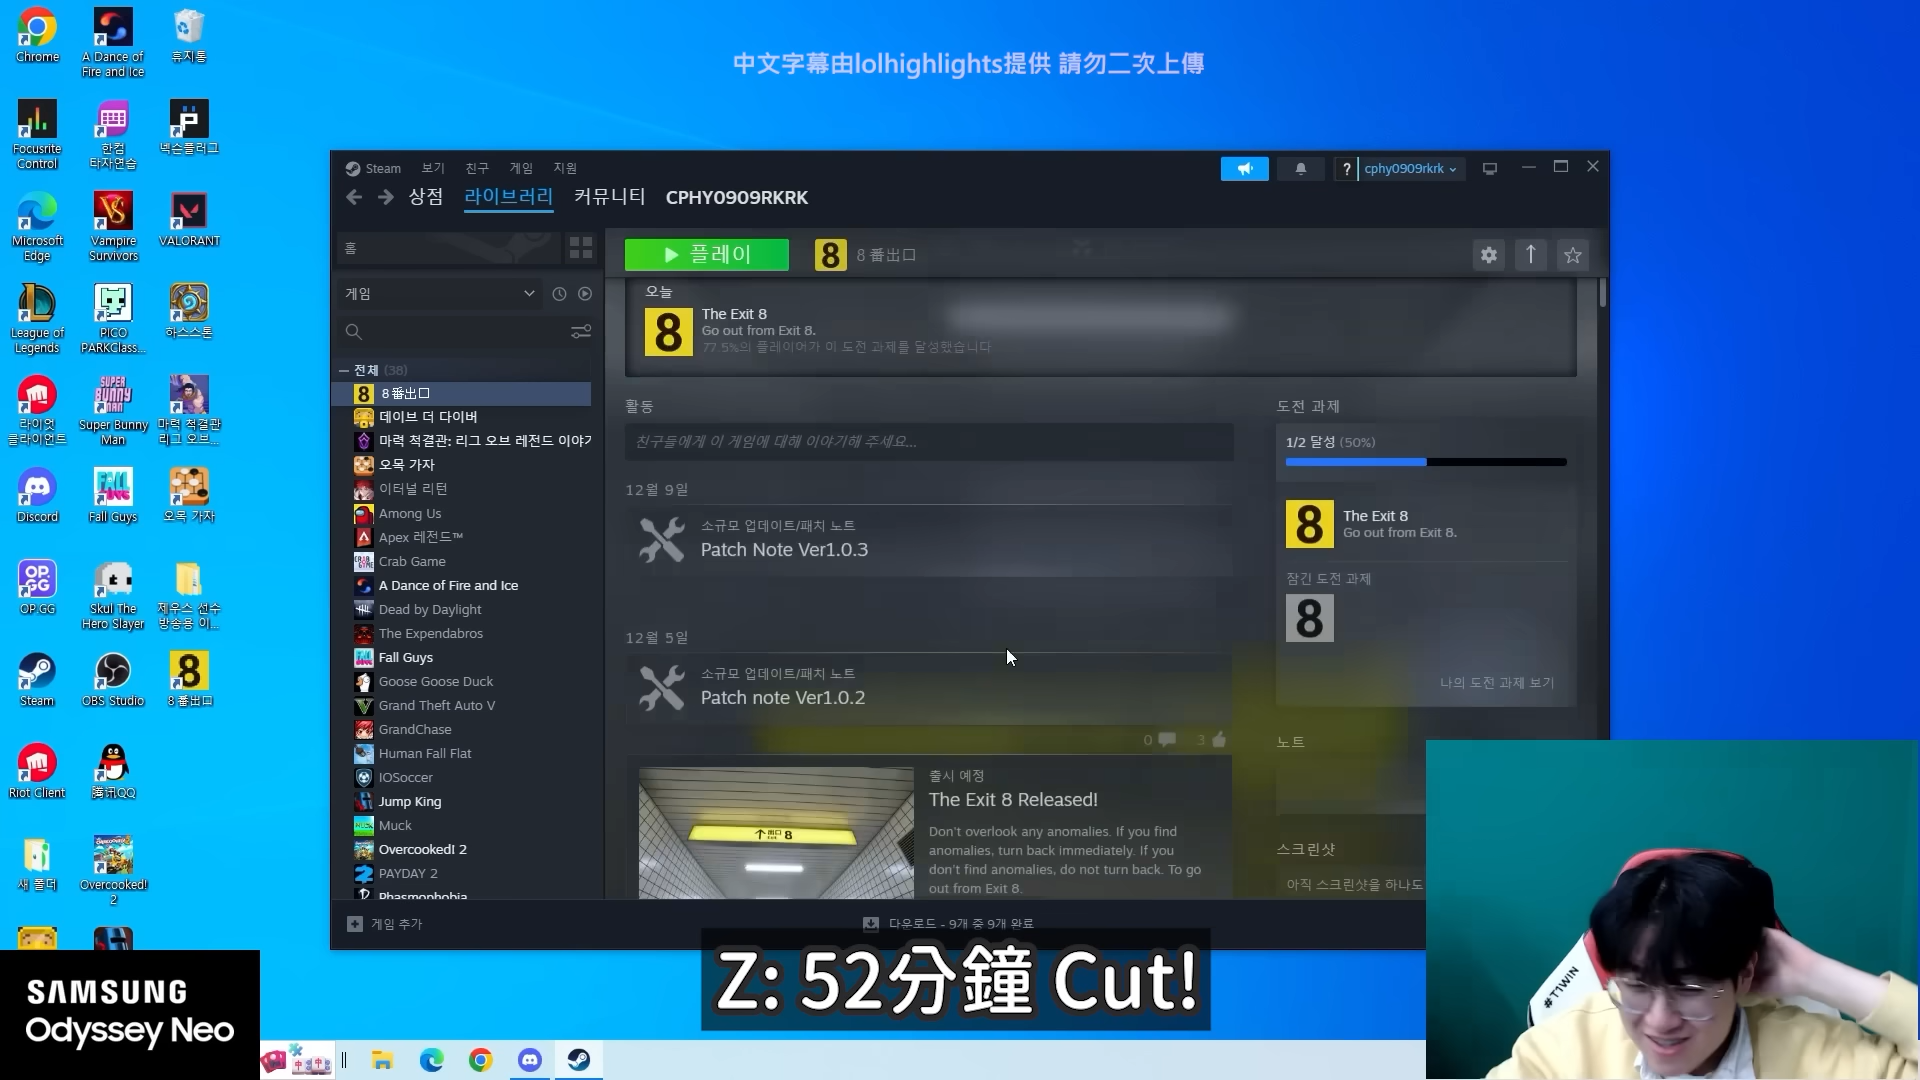 中文字幕由lolhighlights提供 請勿二次上傳
Chrome
A Dance of
Fire and Ice
휴지통
Focusrite
Control
한컴
타자연습
넥슨플러그
Microsoft
Edge
Vampire
Survivors
VALORANT
League of
Legends
PICO
PARKClass...
하스스톤
라이엇
클라이언트
Super Bunny
Man
마력 척결관
리그 오브...
Discord
Fall Guys
오목 가자
OP.GG
Skul The
Hero Slayer
제우스 선수
방송용 이...
Steam
OBS Studio
8番出口
Riot Client
腾讯QQ
새 폴더
Overcooked!
2
Steam 보기 친구 게임 지원
cphy0909rkrk
상점 라이브러리 커뮤니티 CPHY0909RKRK
홈
게임
전체 (38)
8番出口
데이브 더 다이버
마력 척결관: 리그 오브 레전드 이야기
오목 가자
이터널 리턴
Among Us
Apex 레전드™
Crab Game
A Dance of Fire and Ice
Dead by Daylight
The Expendabros
Fall Guys
Goose Goose Duck
Grand Theft Auto V
GrandChase
Human Fall Flat
IOSoccer
Jump King
Muck
Overcooked! 2
PAYDAY 2
Phasmophobia
게임 추가
플레이
8
8番出口
오늘
8
The Exit 8
Go out from Exit 8.
77.5%의 플레이어가 이 도전 과제를 달성했습니다
활동
친구들에게 이 게임에 대해 이야기해 주세요...
12월 9일
소규모 업데이트/패치 노트
Patch Note Ver1.0.3
12월 5일
소규모 업데이트/패치 노트
Patch note Ver1.0.2
0 3
출시 예정
The Exit 8 Released!
Don't overlook any anomalies. If you find
anomalies, turn back immediately. If you
don't find anomalies, do not turn back. To go
out from Exit 8.
↑出口 8
도전 과제
1/2 달성 (50%)
8
The Exit 8
Go out from Exit 8.
잠긴 도전 과제
8
나의 도전 과제 보기
노트
스크린샷
아직 스크린샷을 하나도
다운로드 - 9개 중 9개 완료
Z: 52分鐘 Cut!
SAMSUNG
Odyssey Neo
#T1WIN